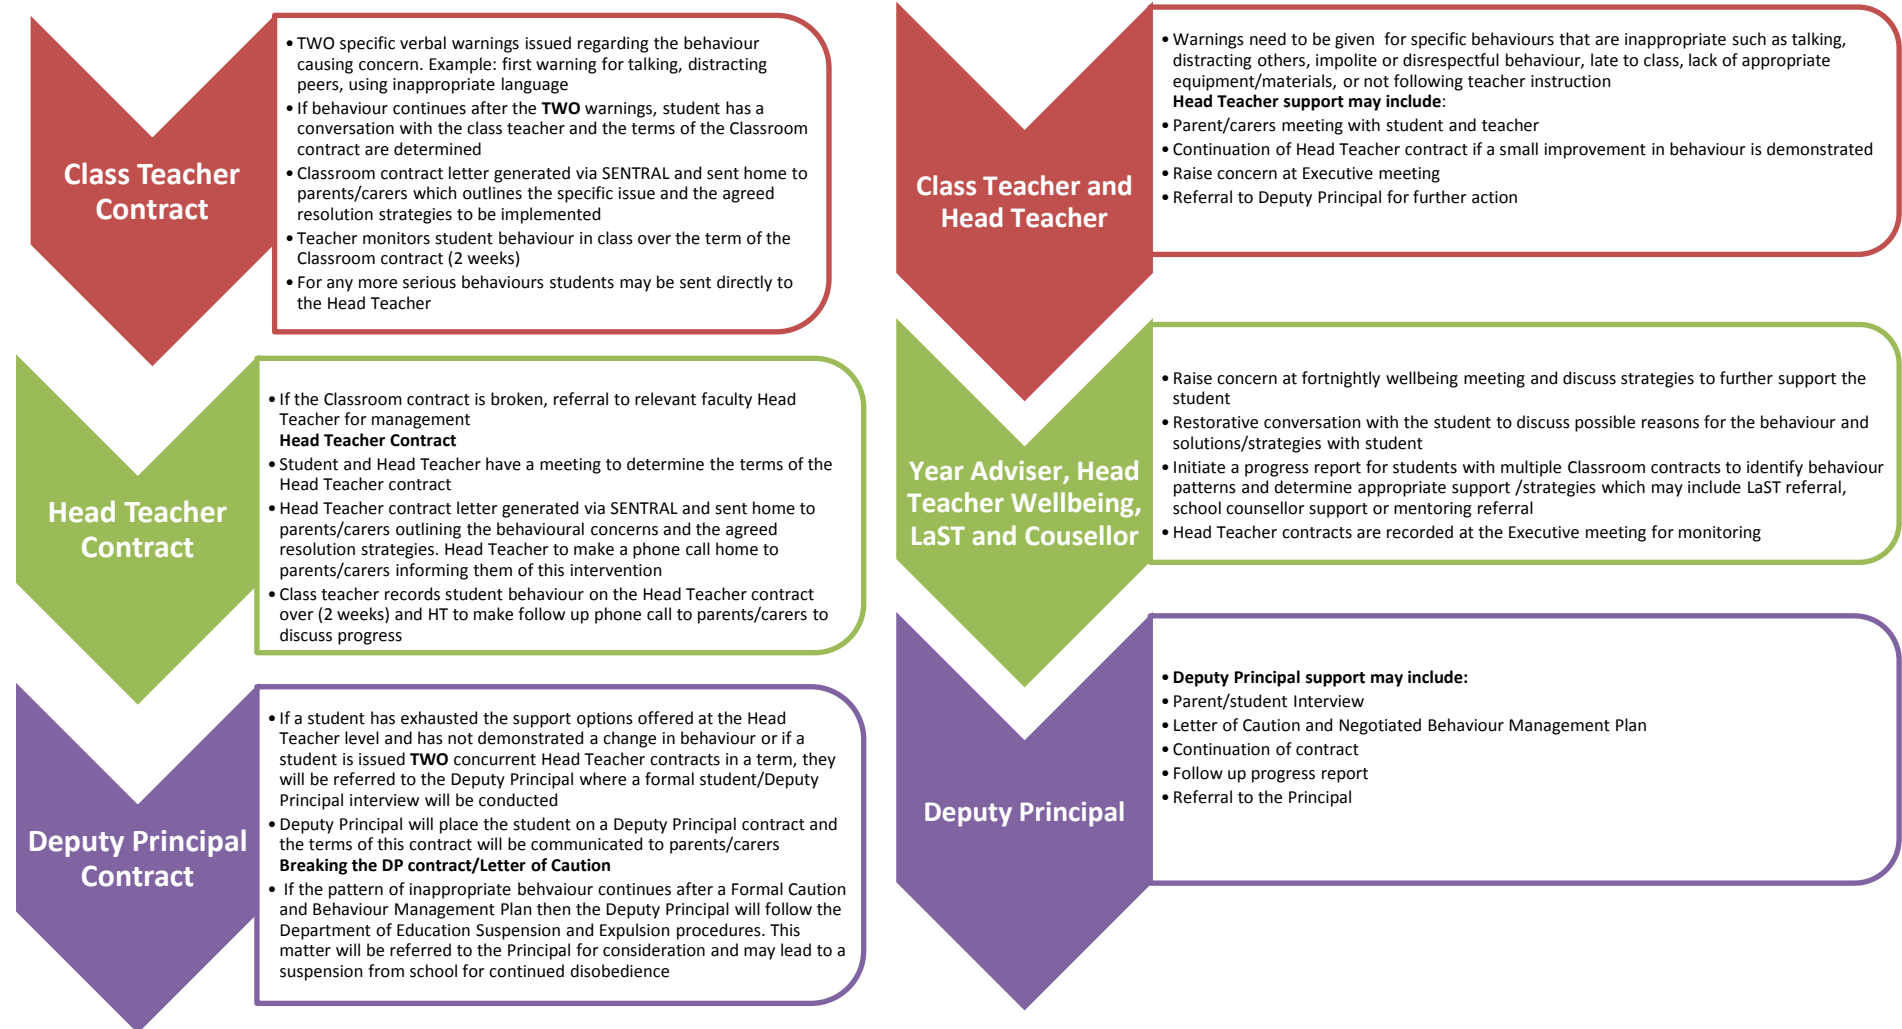 Class Teacher
Contract
•TWO specific verbal warnings issued regarding the behaviour
causing concern. Example: first warning for talking, distracting
peers, using inappropriate language
•If behaviour continues after the TWO warnings, student has a
conversation with the class teacher and the terms of the Classroom
contract are determined
•Classroom contract letter generated via SENTRAL and sent home to
parents/carers which outlines the specific issue and the agreed
resolution strategies to be implemented
•Teacher monitors student behaviour in class over the term of the
Classroom contract (2 weeks)
•For any more serious behaviours students may be sent directly to
the Head Teacher
Head Teacher
Contract
•If the Classroom contract is broken, referral to relevant faculty Head
Teacher for management
Head Teacher Contract
•Student and Head Teacher have a meeting to determine the terms of the
Head Teacher contract
•Head Teacher contract letter generated via SENTRAL and sent home to
parents/carers outlining the behavioural concerns and the agreed
resolution strategies. Head Teacher to make a phone call home to
parents/carers informing them of this intervention
•Class teacher records student behaviour on the Head Teacher contract
over (2 weeks) and HT to make follow up phone call to parents/carers to
discuss progress
Deputy Principal
Contract
•If a student has exhausted the support options offered at the Head
Teacher level and has not demonstrated a change in behaviour or if a
student is issued TWO concurrent Head Teacher contracts in a term, they
will be referred to the Deputy Principal where a formal student/Deputy
Principal interview will be conducted
•Deputy Principal will place the student on a Deputy Principal contract and
the terms of this contract will be communicated to parents/carers
Breaking the DP contract/Letter of Caution
• If the pattern of inappropriate behvaiour continues after a Formal Caution
and Behaviour Management Plan then the Deputy Principal will follow the
Department of Education Suspension and Expulsion procedures. This
matter will be referred to the Principal for consideration and may lead to a
suspension from school for continued disobedience
Class Teacher and
Head Teacher
•Warnings need to be given for specific behaviours that are inappropriate such as talking,
distracting others, impolite or disrespectful behaviour, late to class, lack of appropriate
equipment/materials, or not following teacher instruction
Head Teacher support may include:
•Parent/carers meeting with student and teacher
•Continuation of Head Teacher contract if a small improvement in behaviour is demonstrated
•Raise concern at Executive meeting
•Referral to Deputy Principal for further action
Year Adviser, Head
Teacher Wellbeing,
LaST and Cousellor
•Raise concern at fortnightly wellbeing meeting and discuss strategies to further support the
student
•Restorative conversation with the student to discuss possible reasons for the behaviour and
solutions/strategies with student
•Initiate a progress report for students with multiple Classroom contracts to identify behaviour
patterns and determine appropriate support /strategies which may include LaST referral,
school counsellor support or mentoring referral
•Head Teacher contracts are recorded at the Executive meeting for monitoring
Deputy Principal
•Deputy Principal support may include:
•Parent/student Interview
•Letter of Caution and Negotiated Behaviour Management Plan
•Continuation of contract
•Follow up progress report
•Referral to the Principal